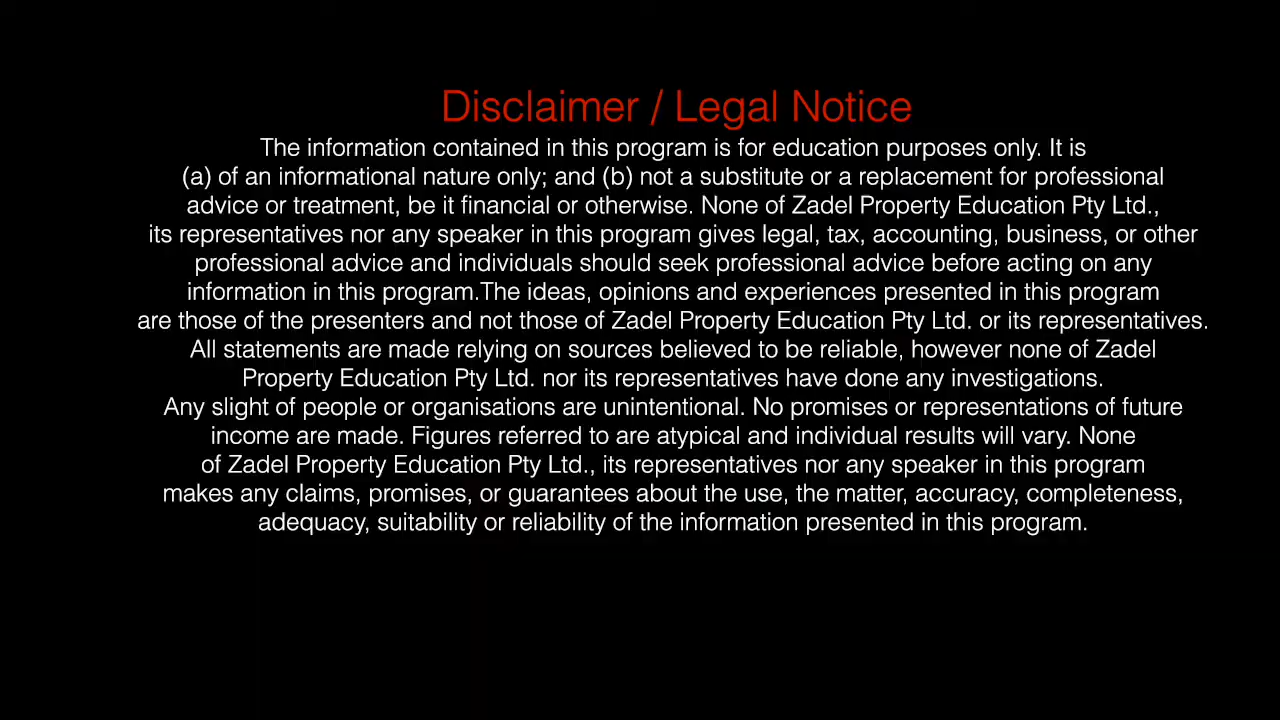 Disclaimer / Legal Notice
The information contained in this program is for education purposes only. It is
(a) of an informational nature only; and (b) not a substitute or a replacement for professional
advice or treatment, be it financial or otherwise. None of Zadel Property Education Pty Ltd.,
its representatives nor any speaker in this program gives legal, tax, accounting, business, or other
professional advice and individuals should seek professional advice before acting on any
information in this program.The ideas, opinions and experiences presented in this program
are those of the presenters and not those of Zadel Property Education Pty Ltd. or its representatives.
All statements are made relying on sources believed to be reliable, however none of Zadel
Property Education Pty Ltd. nor its representatives have done any investigations.
Any slight of people or organisations are unintentional. No promises or representations of future
income are made. Figures referred to are atypical and individual results will vary. None
of Zadel Property Education Pty Ltd., its representatives nor any speaker in this program
makes any claims, promises, or guarantees about the use, the matter, accuracy, completeness,
adequacy, suitability or reliability of the information presented in this program.